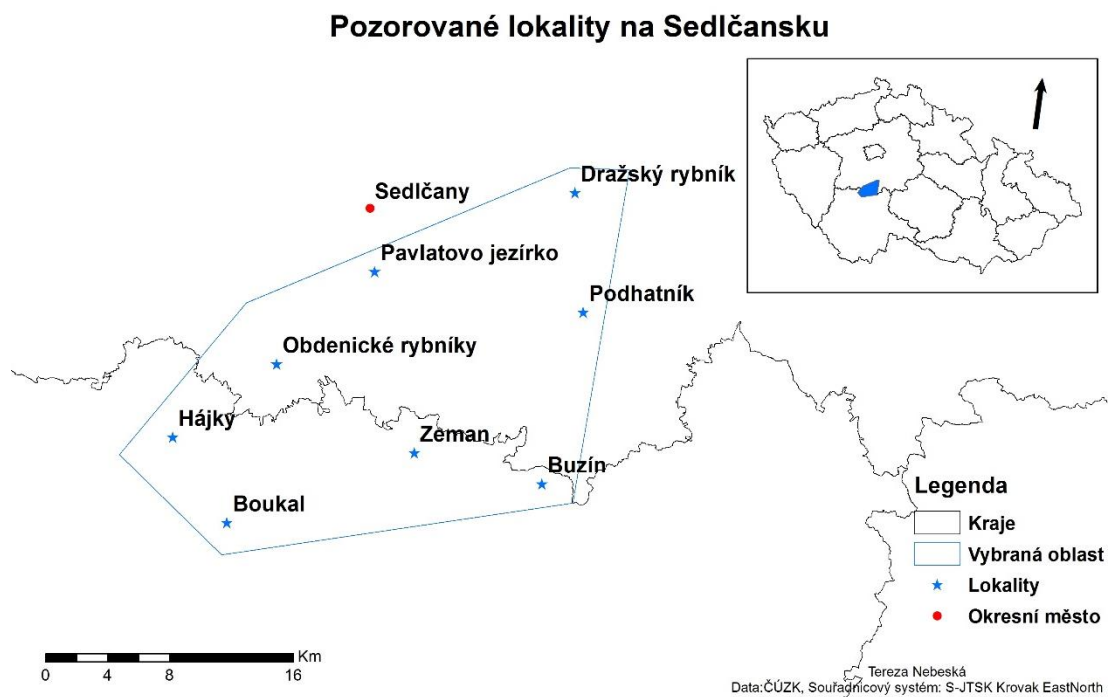 Pozorované lokality na Sedlčansku
Dražský rybník
Sedlčany
Pavlatovo jezírko
Podhatník
Obdenické rybníky
Hájky
Zeman
Buzín
Boukal
Legenda
Kraje
Vybraná oblast
Lokality
Okresní město
Km
0 4 8 16
Tereza Nebeská
Data:ČÚZK, Souřadnicový systém: S-JTSK Krovak EastNorth